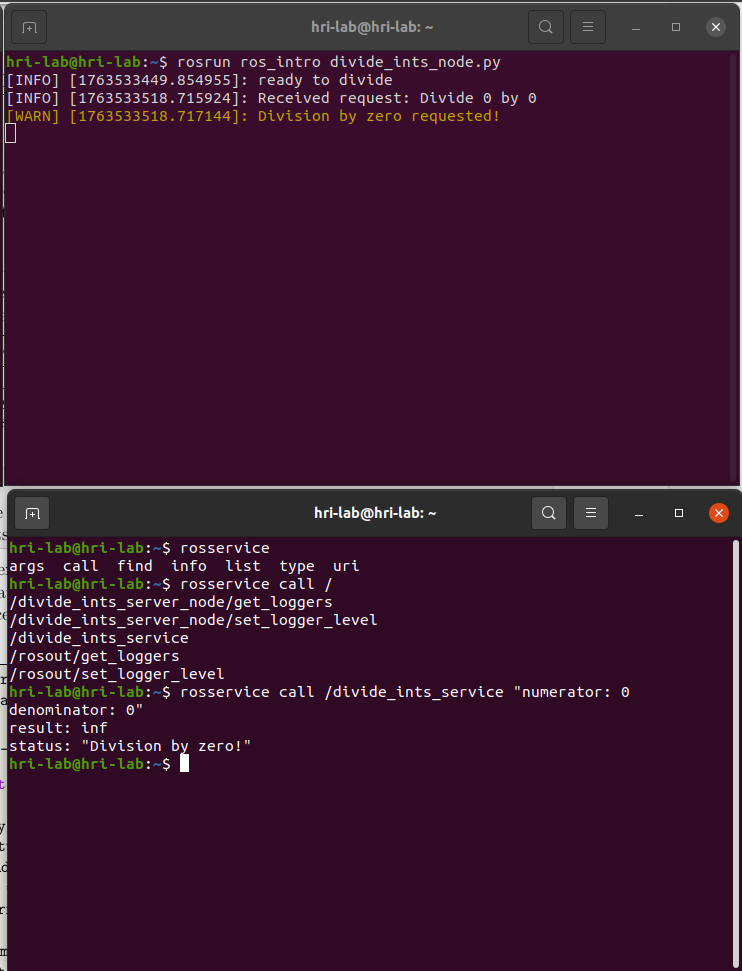 hri-lab@hri-lab: ~
hri-lab@hri-lab:~$ rosrun ros_intro divide_ints_node.py
[INFO] [1763533449.854955]: ready to divide
[INFO] [1763533518.715924]: Received request: Divide 0 by 0
[WARN] [1763533518.717144]: Division by zero requested!
hri-lab@hri-lab: ~
hri-lab@hri-lab:~$ rosservice
args  call  find  info  list  type  uri
hri-lab@hri-lab:~$ rosservice call /
/divide_ints_server_node/get_loggers
/divide_ints_server_node/set_logger_level
/divide_ints_service
/rosout/get_loggers
/rosout/set_logger_level
hri-lab@hri-lab:~$ rosservice call /divide_ints_service "numerator: 0
denominator: 0"
result: inf
status: "Division by zero!"
hri-lab@hri-lab:~$